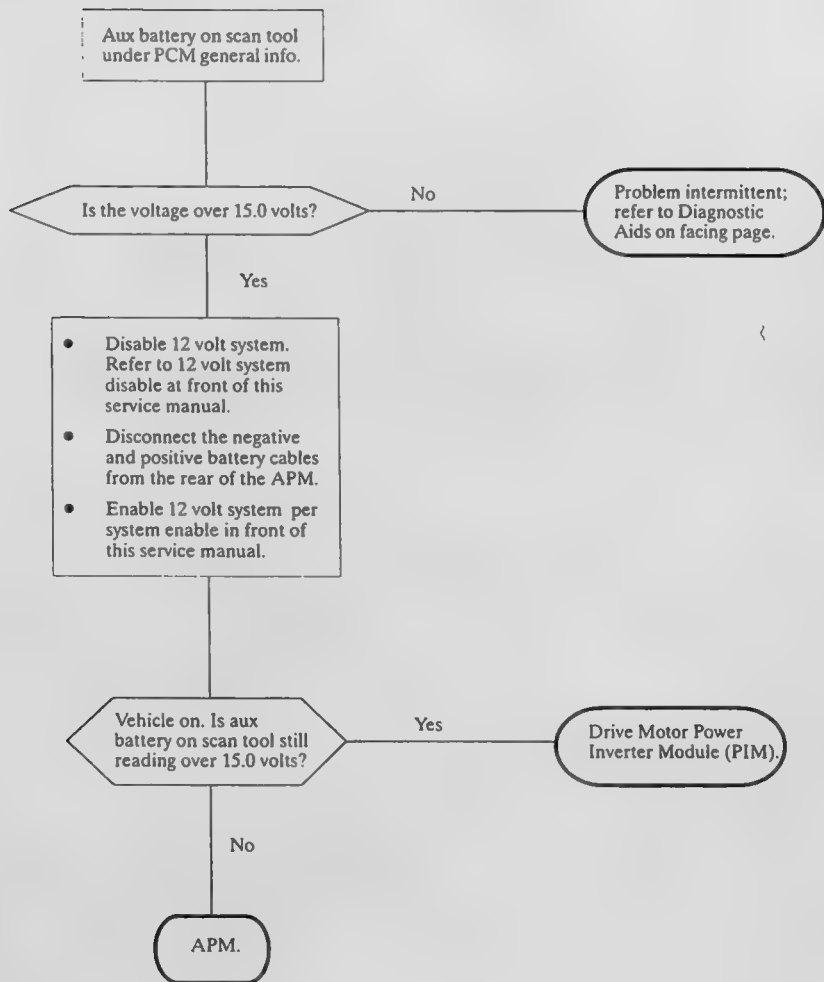 Aux battery on scan tool
under PCM general info.
Is the voltage over 15.0 volts?
No
Problem intermittent;
refer to Diagnostic
Aids on facing page.
Yes
• Disable 12 volt system.
Refer to 12 volt system
disable at front of this
service manual.
• Disconnect the negative
and positive battery cables
from the rear of the APM.
• Enable 12 volt system per
system enable in front of
this service manual.
Vehicle on. Is aux
battery on scan tool still
reading over 15.0 volts?
Yes
Drive Motor Power
Inverter Module (PIM).
No
APM.